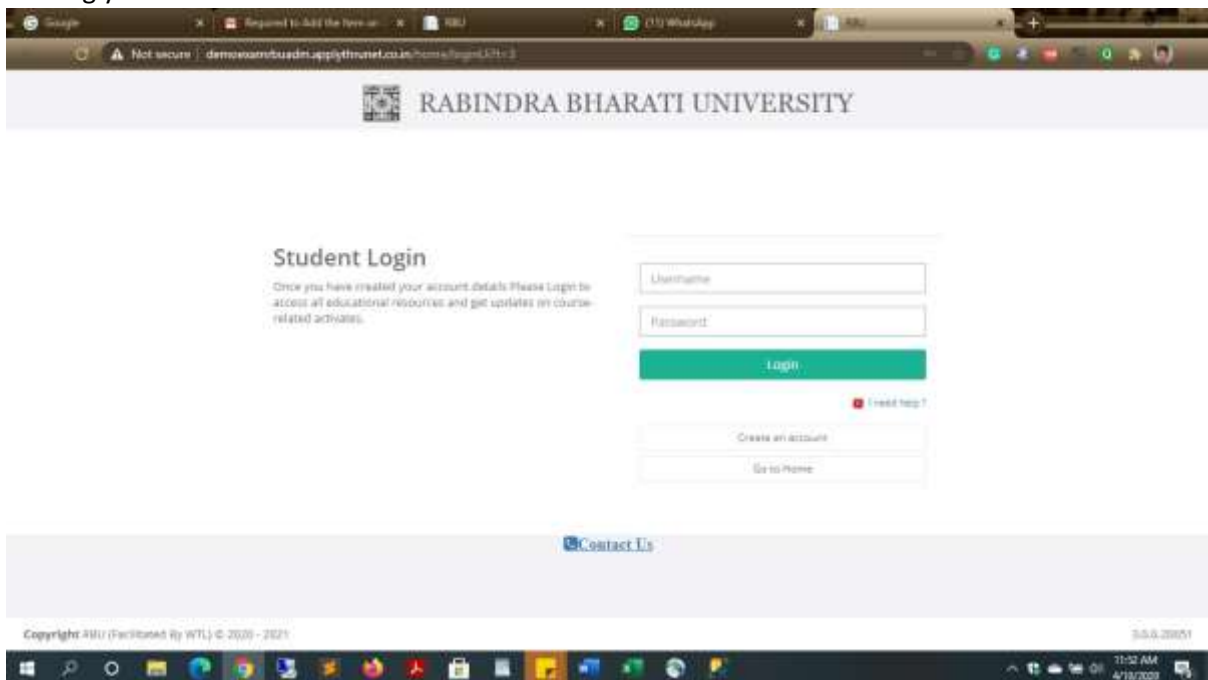 Google
RBU
(11) WhatsApp
Not secure
RABINDRA BHARATI UNIVERSITY
Student Login
Once you have created your account details Please Login to
access all educational resources and get updates on course-
related activates.
Username
Password
Login
I need help ?
Create an account
Go to Home
Contact Us
Copyright RBU (Facilitated By WTL) © 2020 - 2021
11:52 AM